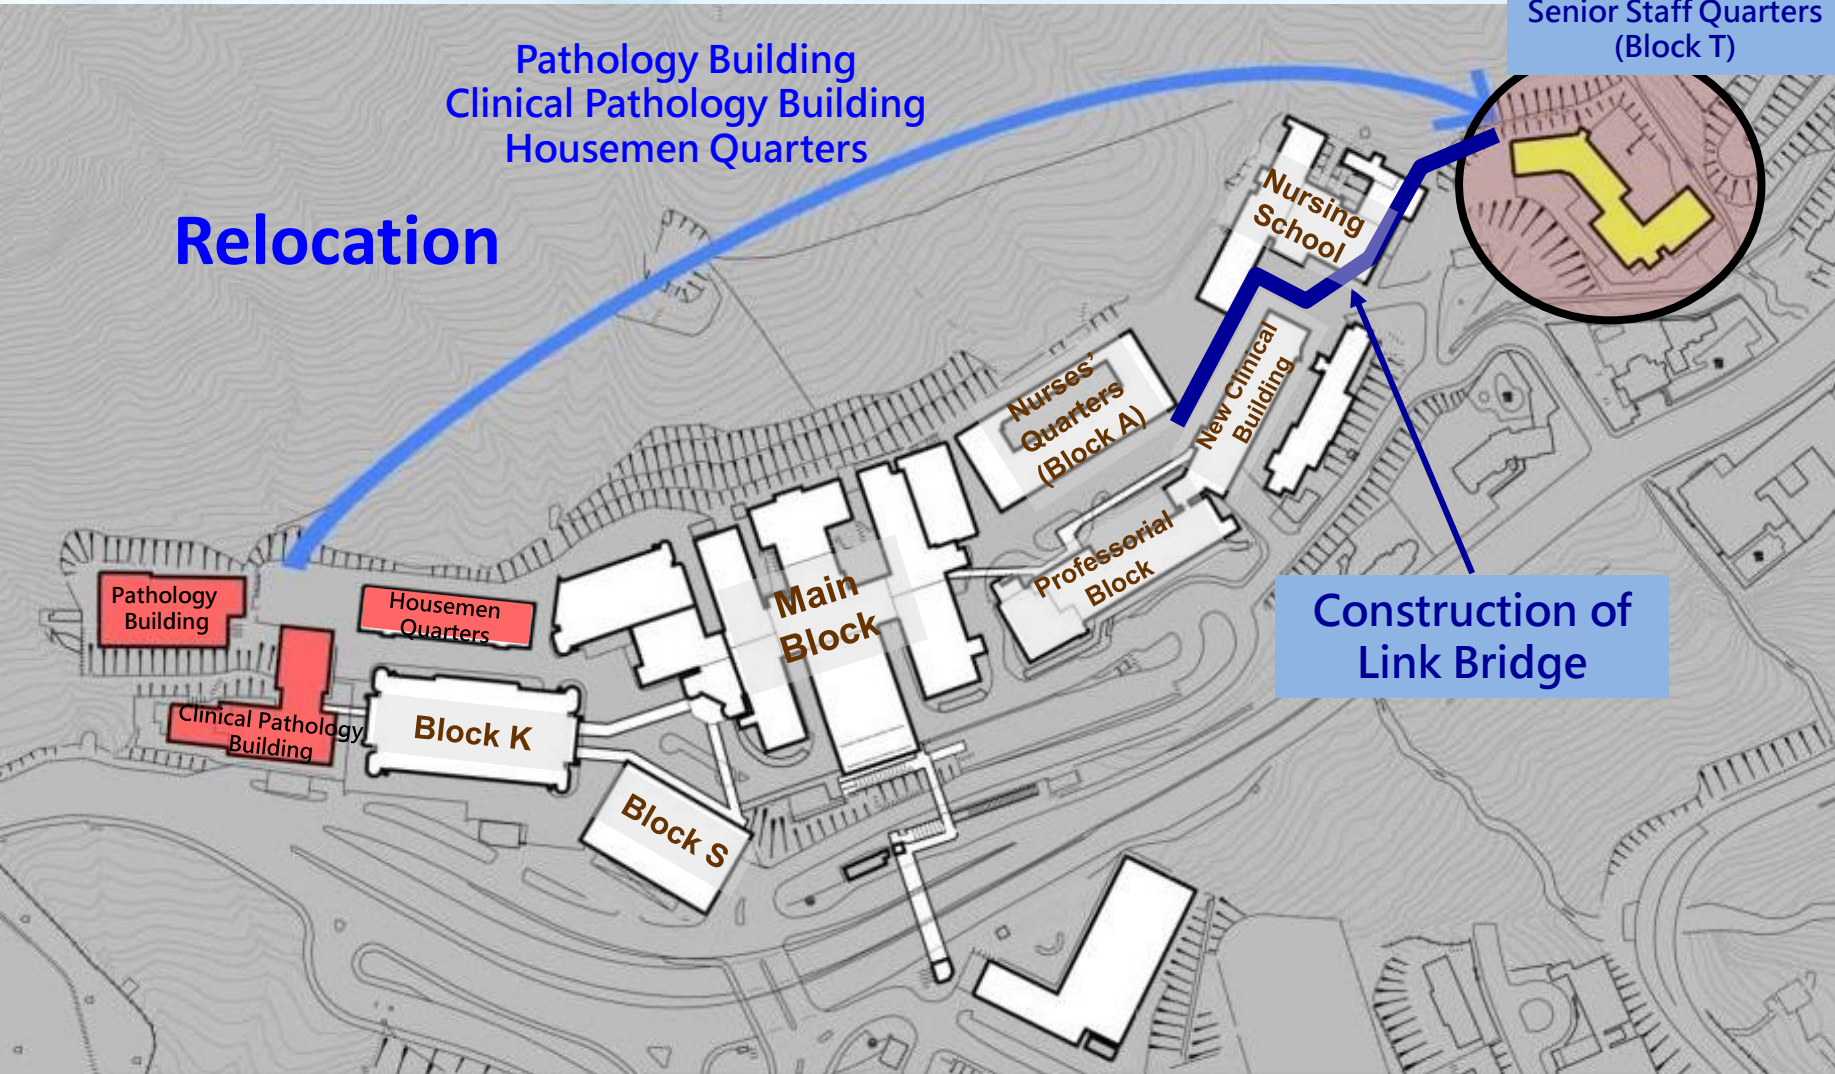 Senior Staff Quarters
(Block T)
Pathology Building
Clinical Pathology Building
Housemen Quarters
Relocation
Nursing
School
Nurses’
Quarters
(Block A)
New Clinical
Building
Professorial
Block
Main
Block
Pathology
Building
Housemen
Quarters
Clinical Pathology
Building
Block K
Block S
Construction of
Link Bridge